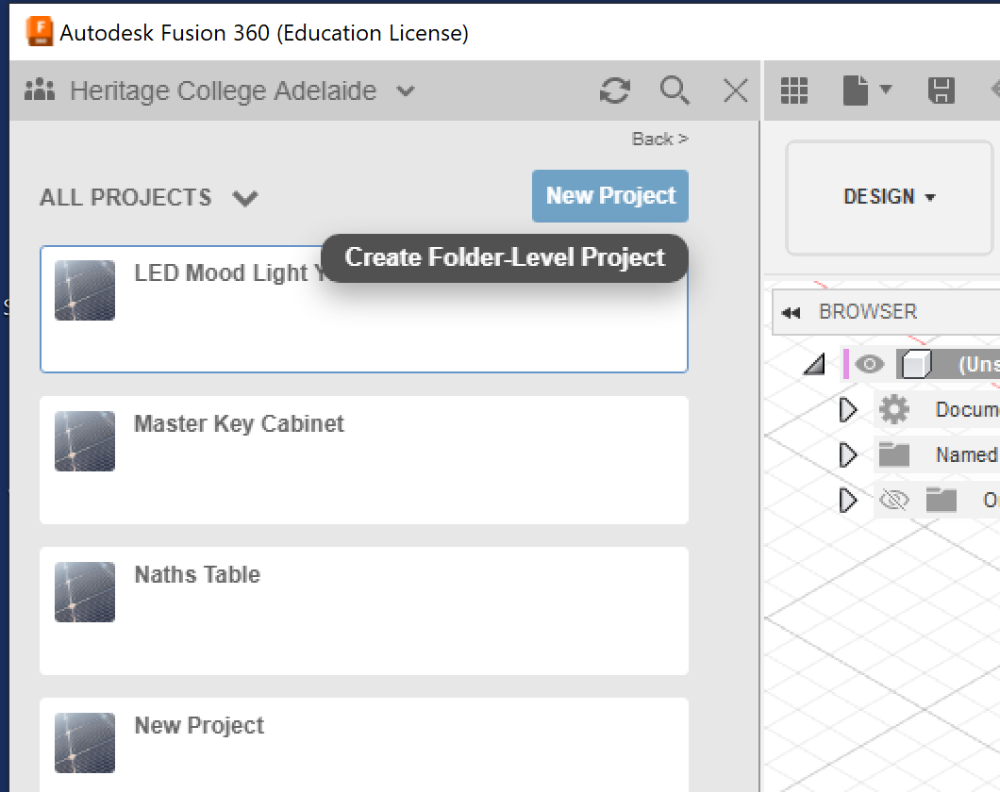 Autodesk Fusion 360 (Education License)
Heritage College Adelaide
Back >
ALL PROJECTS
New Project
Create Folder-Level Project
LED Mood Light
Master Key Cabinet
Naths Table
New Project
DESIGN
BROWSER
(Uns
Docum
Named